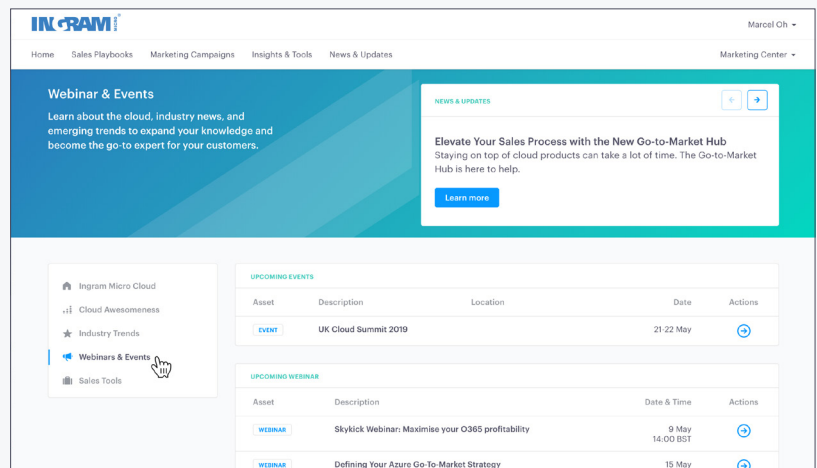 INGRAM MICRO
Marcel Oh
Home Sales Playbooks Marketing Campaigns Insights & Tools News & Updates Marketing Center
Webinar & Events
Learn about the cloud, industry news, and
emerging trends to expand your knowledge and
become the go-to expert for your customers.
NEWS & UPDATES
Elevate Your Sales Process with the New Go-to-Market Hub
Staying on top of cloud products can take a lot of time. The Go-to-Market
Hub is here to help.
Learn more
Ingram Micro Cloud
Cloud Awesomeness
Industry Trends
Webinars & Events
Sales Tools
UPCOMING EVENTS
Asset Description Location Date Actions
EVENT UK Cloud Summit 2019 21-22 May
UPCOMING WEBINAR
Asset Description Date & Time Actions
WEBINAR Skykick Webinar: Maximise your O365 profitability 9 May
14:00 BST
WEBINAR Defining Your Azure Go-To-Market Strategy 15 May